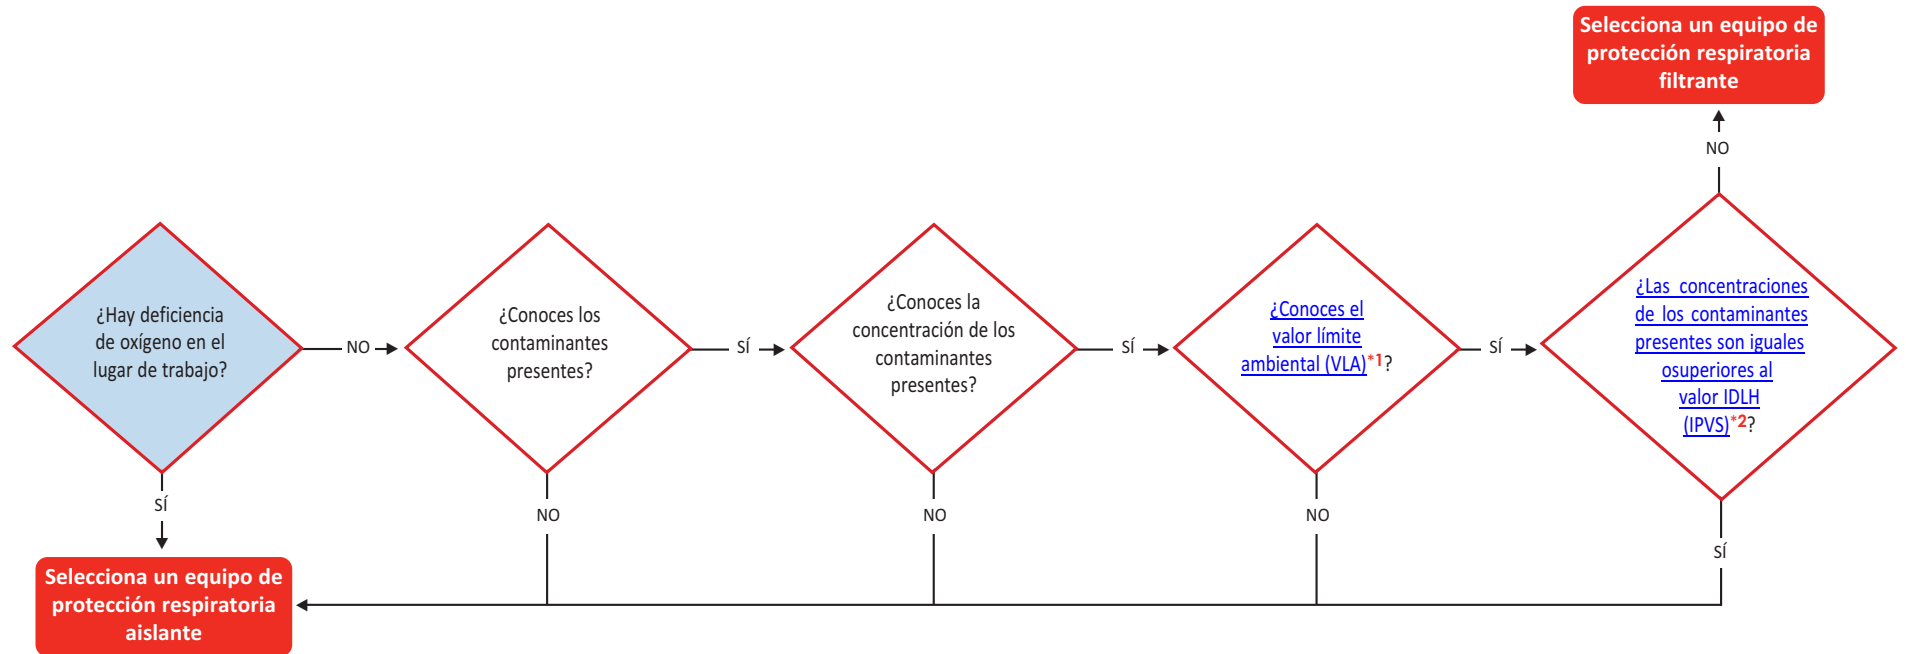 Selecciona un equipo de
protección respiratoria
filtrante
NO
¿Hay deficiencia
de oxígeno en el
lugar de trabajo?
NO
¿Conoces los
contaminantes
presentes?
SÍ
¿Conoces la
concentración de los
contaminantes
presentes?
SÍ
¿Conoces el
valor límite
ambiental (VLA)*1?
SÍ
¿Las concentraciones
de los contaminantes
presentes son iguales
osuperiores al
valor IDLH
(IPVS)*2?
SÍ
NO
NO
NO
SÍ
Selecciona un equipo de
protección respiratoria
aislante